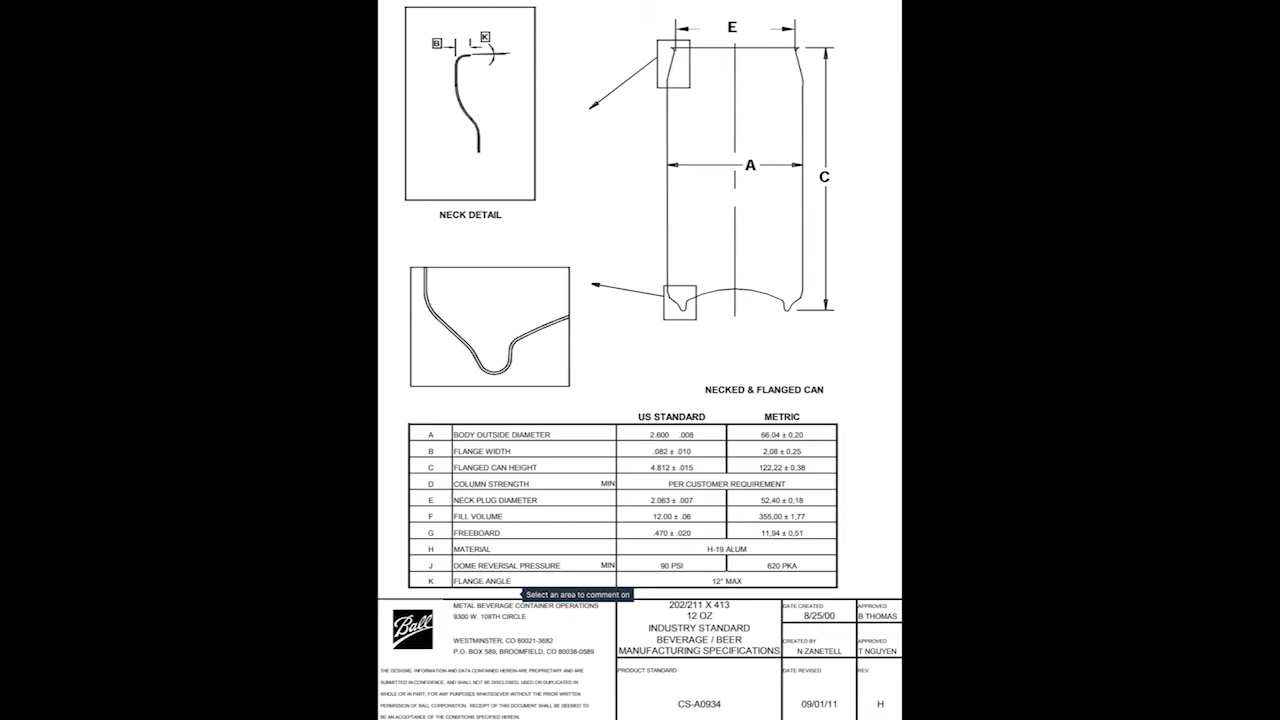 B
K
E
A
C
NECK DETAIL
NECKED & FLANGED CAN
US STANDARD METRIC
A BODY OUTSIDE DIAMETER 2.600 .008 66,04 ± 0,20
B FLANGE WIDTH .082 ± .010 2,08 ± 0,25
C FLANGED CAN HEIGHT 4.812 ± .015 122,22 ± 0,38
D COLUMN STRENGTH MIN PER CUSTOMER REQUIREMENT
E NECK PLUG DIAMETER 2.063 ± .007 52,40 ± 0,18
F FILL VOLUME 12.00 ± .06 355,00 ± 1,77
G FREEBOARD .470 ± .020 11,94 ± 0,51
H MATERIAL H-19 ALUM
J DOME REVERSAL PRESSURE MIN 90 PSI 620 PKA
K FLANGE ANGLE 12° MAX
Select an area to comment on
Ball
METAL BEVERAGE CONTAINER OPERATIONS
9300 W. 108TH CIRCLE
WESTMINSTER, CO 80021-3682
P.O. BOX 589, BROOMFIELD, CO 80038-0589
THE DESIGNS, INFORMATION AND DATA CONTAINED HEREIN ARE PROPRIETARY AND ARE
SUBMITTED IN CONFIDENCE, AND SHALL NOT BE DISCLOSED, USED OR DUPLICATED IN
WHOLE OR IN PART, FOR ANY PURPOSES WHATSOEVER WITHOUT THE PRIOR WRITTEN
PERMISSION OF BALL CORPORATION. RECEIPT OF THIS DOCUMENT SHALL BE DEEMED TO
BE AN ACCEPTANCE OF THE CONDITIONS SPECIFIED HEREIN.
202/211 X 413
12 OZ
INDUSTRY STANDARD
BEVERAGE / BEER
MANUFACTURING SPECIFICATIONS
PRODUCT STANDARD
CS-A0934
DATE CREATED
8/25/00
CREATED BY
N ZANETELL
DATE REVISED
09/01/11
APPROVED
B THOMAS
APPROVED
T NGUYEN
REV.
H